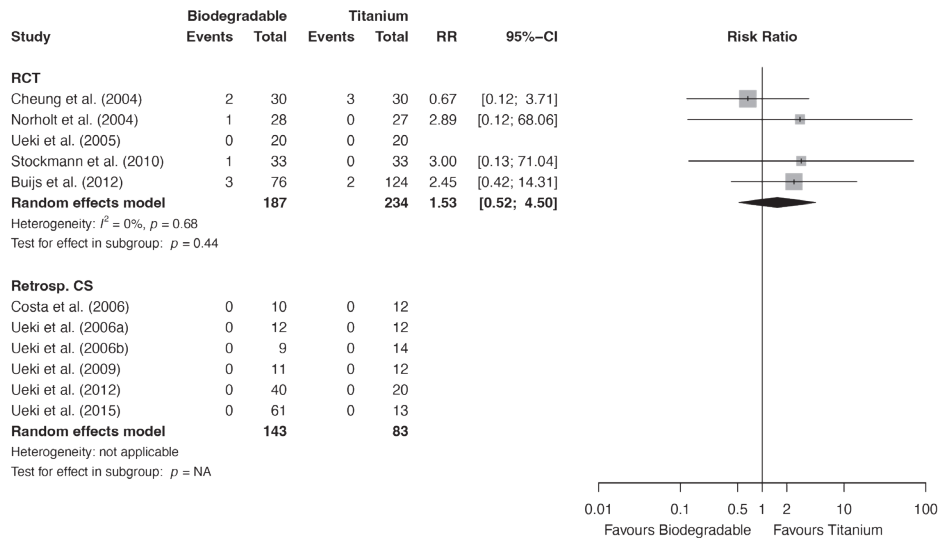 Biodegradable Titanium
Study Events Total Events Total RR 95%−CI Risk Ratio
RCT
Cheung et al. (2004) 2 30 3 30 0.67 [0.12; 3.71]
Norholt et al. (2004) 1 28 0 27 2.89 [0.12; 68.06]
Ueki et al. (2005) 0 20 0 20
Stockmann et al. (2010) 1 33 0 33 3.00 [0.13; 71.04]
Buijs et al. (2012) 3 76 2 124 2.45 [0.42; 14.31]
Random effects model 187 234 1.53 [0.52; 4.50]
Heterogeneity: I² = 0%, p = 0.68
Test for effect in subgroup: p = 0.44
Retrosp. CS
Costa et al. (2006) 0 10 0 12
Ueki et al. (2006a) 0 12 0 12
Ueki et al. (2006b) 0 9 0 14
Ueki et al. (2009) 0 11 0 12
Ueki et al. (2012) 0 40 0 20
Ueki et al. (2015) 0 61 0 13
Random effects model 143 83
Heterogeneity: not applicable
Test for effect in subgroup: p = NA
0.01 0.1 0.5 1 2 10 100
Favours Biodegradable Favours Titanium